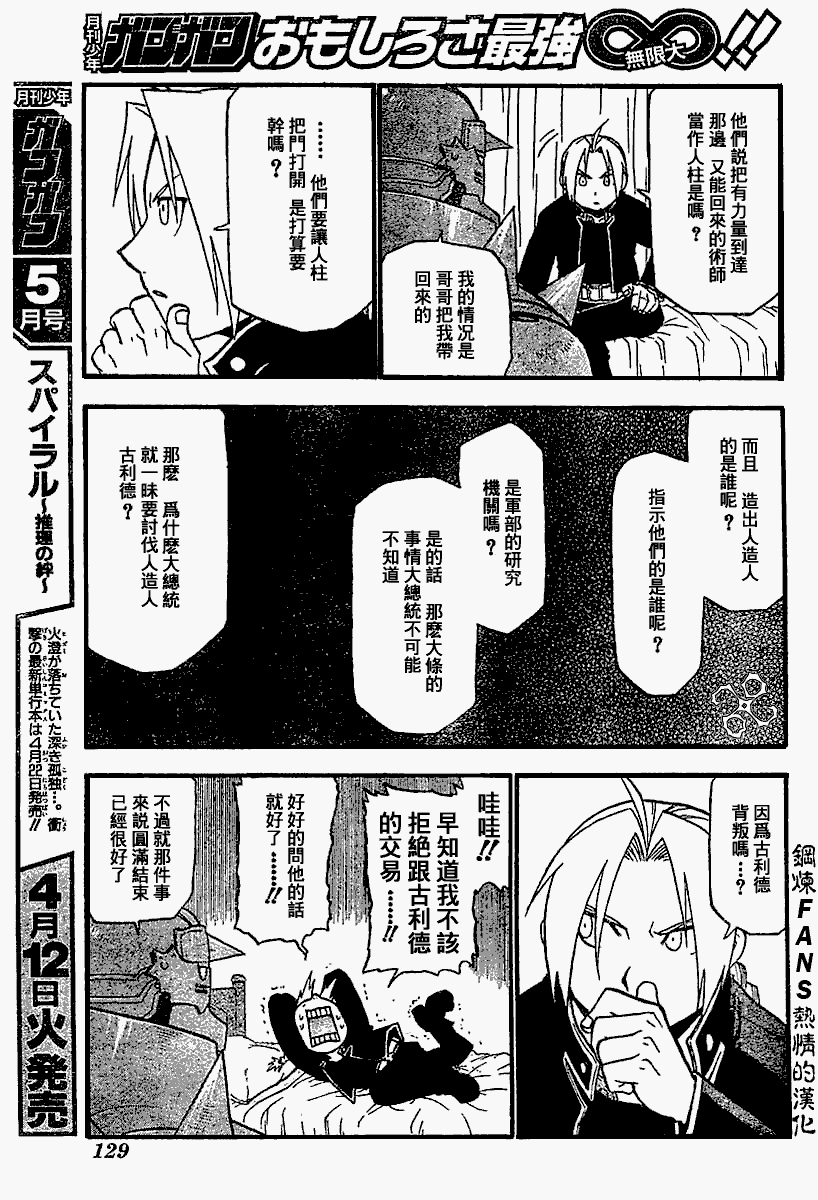 月刊少年
ガンガン
おもしろさ最強
無限大
!!
他們說把有力量到達
那邊 又能回來的術師
當作人柱是嗎？
我的情況是
哥哥把我帶
回來的
…… 他們要讓人柱
把門打開 是打算要
幹嗎？
而且 造出人造人
的是誰呢？
指示他們的是誰呢？
是軍部的研究
機關嗎？
是的話 那麽大條的
事情大總統不可能
不知道
那麽 爲什麽大總統
就一昧要討伐人造人
古利德？
因爲古利德
背叛嗎…？
哇哇!!
早知道我不該
拒絕跟古利德
的交易……!!
好好的問他的話
就好了……!!
不過就那件事
來說圓滿結束
已經很好了
月刊少年
ガンガン
5
月号
スパイラル～推理の絆～
火澄が落ちていた深き孤独…。衝
撃の最新単行本は4月22日発売!!
4月12日火発売
鋼煉FANS熱情的漢化
129